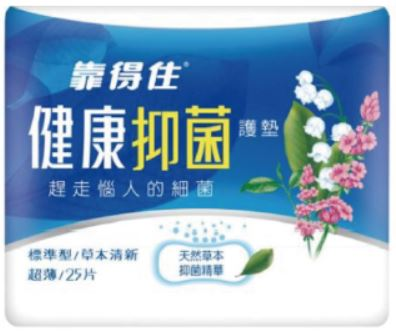 靠得住®
健康抑菌護墊
趕走惱人的細菌
標準型/草本清新
超薄/25片
天然草本
抑菌精華